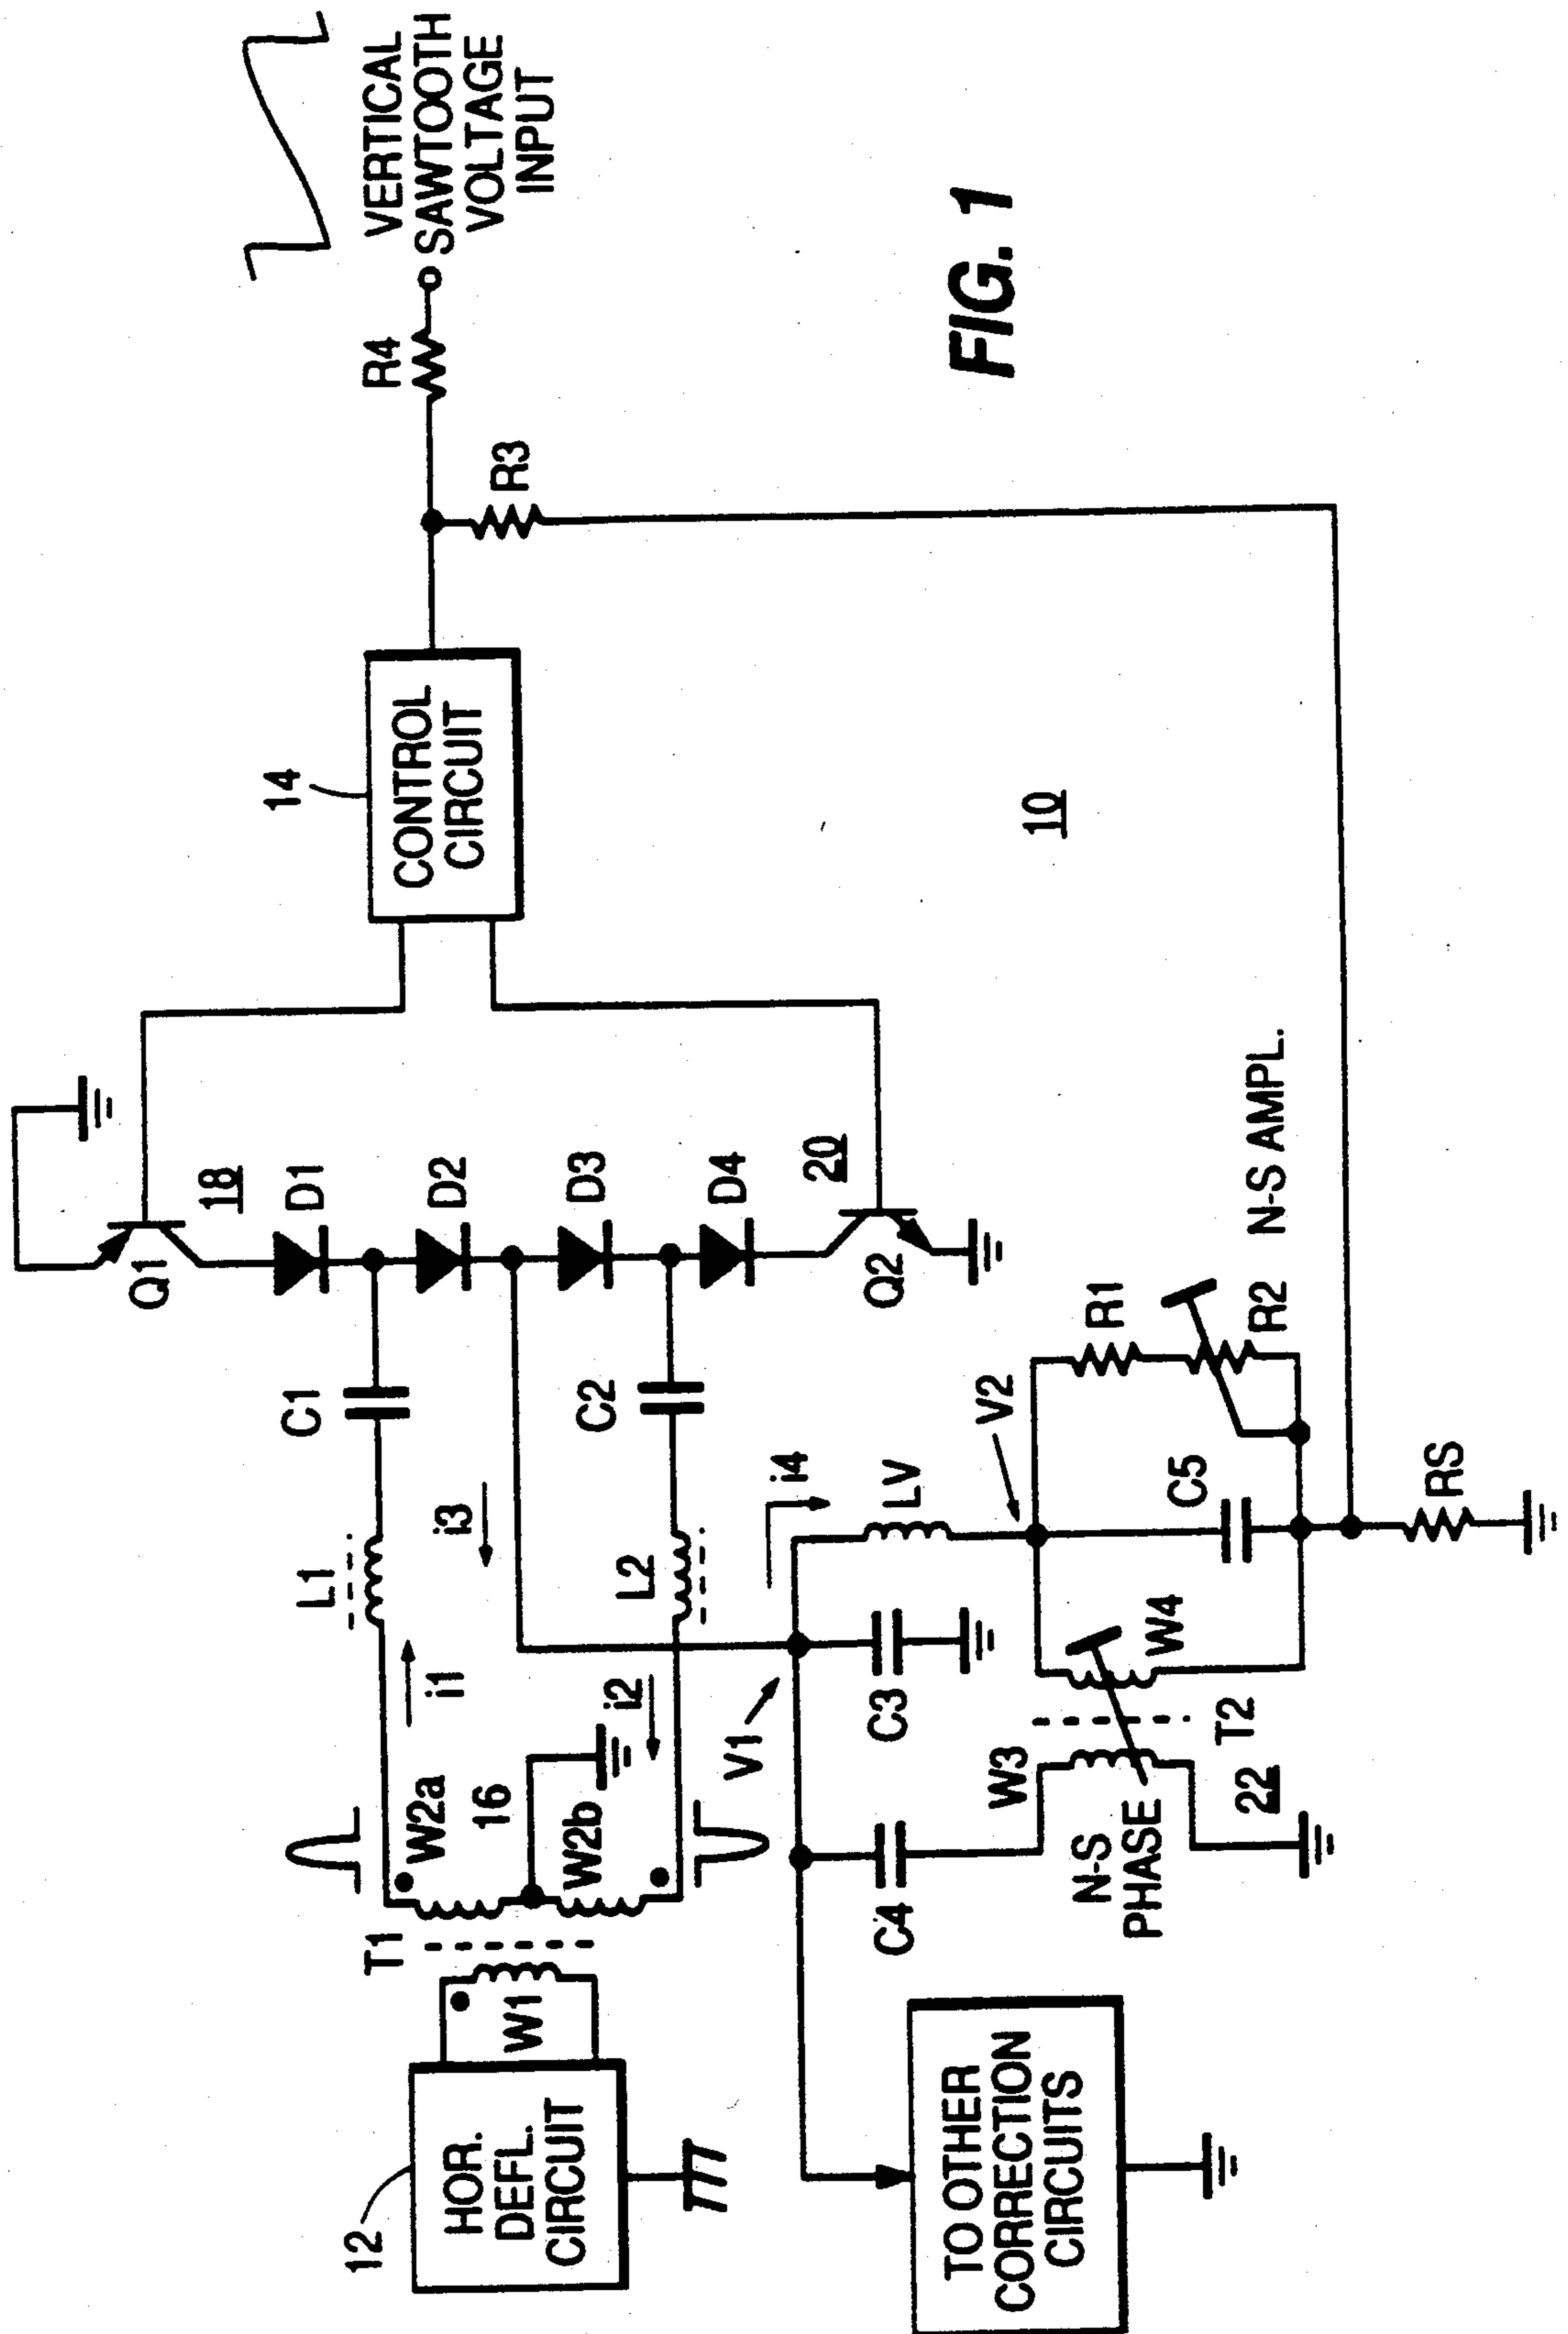 VERTICAL
SAWTOOTH
VOLTAGE
INPUT
R4
R3
14
CONTROL
CIRCUIT
Q1
18
D1
D2
D3
D4
20
Q2
C1
C2
L1
L2
i1
i2
i3
T1
W2a
16
W2b
W1
12
HOR.
DEFL.
CIRCUIT
V1
i4
LV
V2
R1
R2
N-S AMPL.
C3
C4
C5
W3
W4
N-S
PHASE
T2
22
RS
TO OTHER
CORRECTION
CIRCUITS
10
FIG. 1